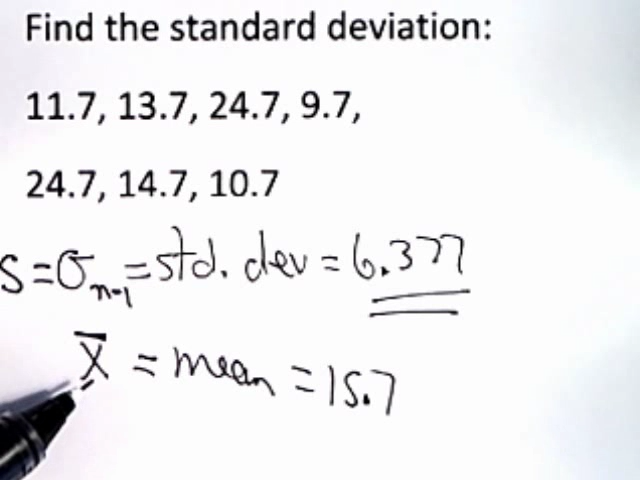 Find the standard deviation:
11.7, 13.7, 24.7, 9.7,
24.7, 14.7, 10.7
S = σn-1 = std. dev = 6.377
x̄ = mean = 15.7